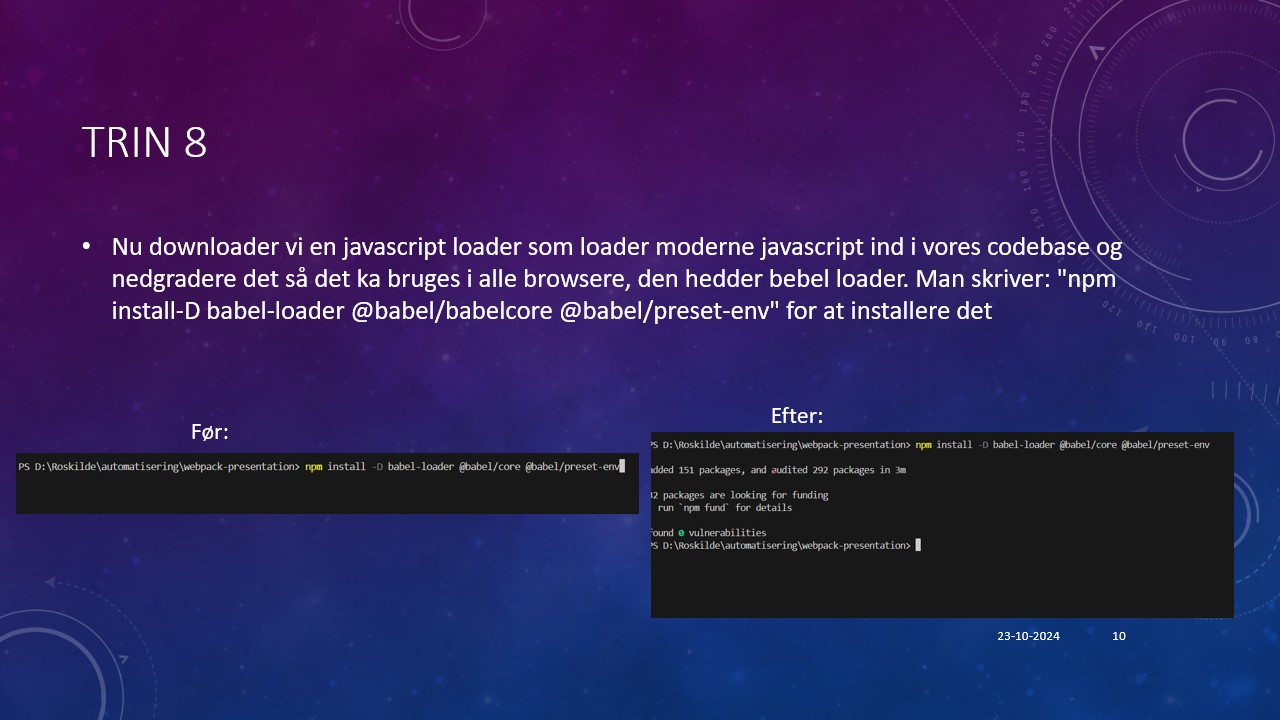 TRIN 8
• Nu downloader vi en javascript loader som loader moderne javascript ind i vores codebase og
nedgradere det så det ka bruges i alle browsere, den hedder bebel loader. Man skriver: "npm
install-D babel-loader @babel/babelcore @babel/preset-env" for at installere det
Før:
PS D:\Roskilde\automatisering\webpack-presentation> npm install -D babel-loader @babel/core @babel/preset-env
Efter:
PS D:\Roskilde\automatisering\webpack-presentation> npm install -D babel-loader @babel/core @babel/preset-env
added 151 packages, and audited 292 packages in 3m
32 packages are looking for funding
run `npm fund` for details
found 0 vulnerabilities
PS D:\Roskilde\automatisering\webpack-presentation>
23-10-2024 10